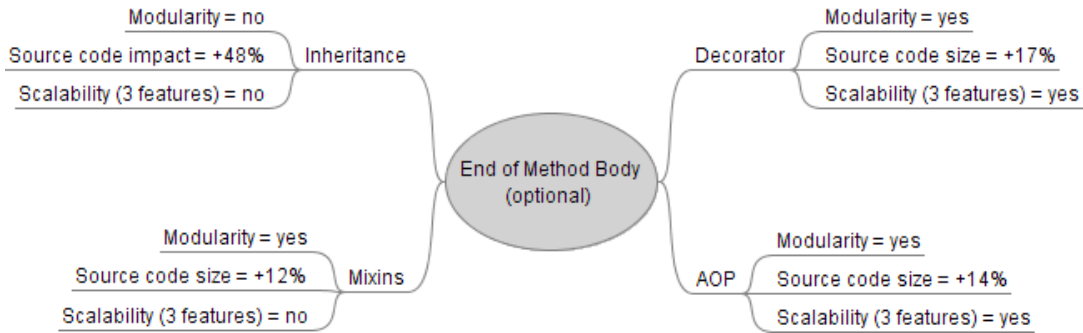 Modularity = no
Source code impact = +48%
Scalability (3 features) = no
Inheritance
Modularity = yes
Source code size = +12%
Scalability (3 features) = no
Mixins
End of Method Body
(optional)
Decorator
Modularity = yes
Source code size = +17%
Scalability (3 features) = yes
AOP
Modularity = yes
Source code size = +14%
Scalability (3 features) = yes